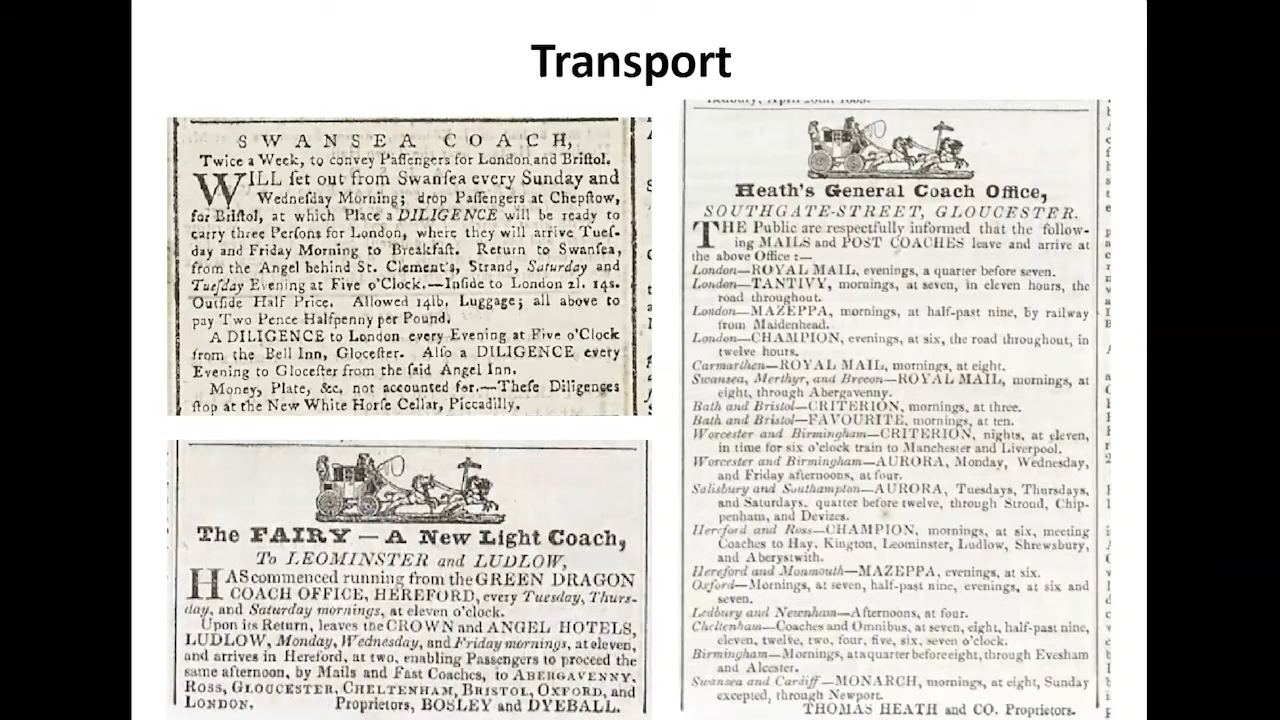 Transport
SWANSEA COACH,
Twice a Week, to convey Paſſengers for London and Briſtol.
WILL ſet out from Swanſea every Sunday and
Wedneſday Morning; drop Paſſengers at Chepſtow,
for Briſtol, at which Place a DILIGENCE will be ready to
carry three Perſons for London, where they will arrive Tueſ-
day and Friday Morning to Breakfaſt. Return to Swanſea,
from the Angel behind St. Clement's, Strand, Saturday and
Tueſday Evening at Five o'Clock.—Inſide to London 2l. 14s.
Outſide Half Price. Allowed 14lb. Luggage; all above to
pay Two Pence Halfpenny per Pound.
A DILIGENCE to London every Evening at Five o'Clock
from the Bell Inn, Gloceſter. Alſo a DILIGENCE every
Evening to Gloceſter from the ſaid Angel Inn.
Money, Plate, &c. not accounted for.—Theſe Diligences
ſtop at the New White Horſe Cellar, Piccadilly.
The FAIRY — A New Light Coach,
To LEOMINSTER and LUDLOW,
HAS commenced running from the GREEN DRAGON
COACH OFFICE, HEREFORD, every Tuesday, Thurs-
day, and Saturday mornings, at eleven o'clock.
Upon its Return, leaves the CROWN and ANGEL HOTELS,
LUDLOW, Monday, Wednesday, and Friday mornings, at eleven,
and arrives in Hereford, at two, enabling Passengers to proceed the
same afternoon, by Mails and Fast Coaches, to ABERGAVENNY,
ROSS, GLOUCESTER, CHELTENHAM, BRISTOL, OXFORD, and
LONDON. Proprietors, BOSLEY and DYEBALL.
Heath's General Coach Office,
SOUTHGATE-STREET, GLOUCESTER.
THE Public are respectfully informed that the follow-
ing MAILS and POST COACHES leave and arrive at
the above Office :—
London—ROYAL MAIL, evenings, a quarter before seven.
London—TANTIVY, mornings, at seven, in eleven hours, the
road throughout.
London—MAZEPPA, mornings, at half-past nine, by railway
from Maidenhead.
London—CHAMPION, evenings, at six, the road throughout, in
twelve hours.
Carmarthen—ROYAL MAIL, mornings, at eight.
Swansea, Merthyr, and Brecon—ROYAL MAIL, mornings, at
eight, through Abergavenny.
Bath and Bristol—CRITERION, mornings, at three.
Bath and Bristol—FAVOURITE, mornings, at ten.
Worcester and Birmingham—CRITERION, nights, at eleven,
in time for six o'clock train to Manchester and Liverpool.
Worcester and Birmingham—AURORA, Monday, Wednesday,
and Friday afternoons, at four.
Salisbury and Southampton—AURORA, Tuesdays, Thursdays,
and Saturdays, quarter before twelve, through Stroud, Chip-
penham, and Devizes.
Hereford and Ross—CHAMPION, mornings, at six, meeting
Coaches to Hay, Kington, Leominster, Ludlow, Shrewsbury,
and Aberystwith.
Hereford and Monmouth—MAZEPPA, evenings, at six.
Oxford—Mornings, at seven, half-past nine, evenings, at six and
seven.
Ledbury and Newnham—Afternoons, at four.
Cheltenham—Coaches and Omnibus, at seven, eight, half-past nine,
eleven, twelve, two, four, five, six, seven o'clock.
Birmingham—Mornings, at a quarter before eight, through Evesham
and Alcester.
Swansea and Cardiff—MONARCH, mornings, at eight, Sunday
excepted, through Newport.
THOMAS HEATH and CO. Proprietors.